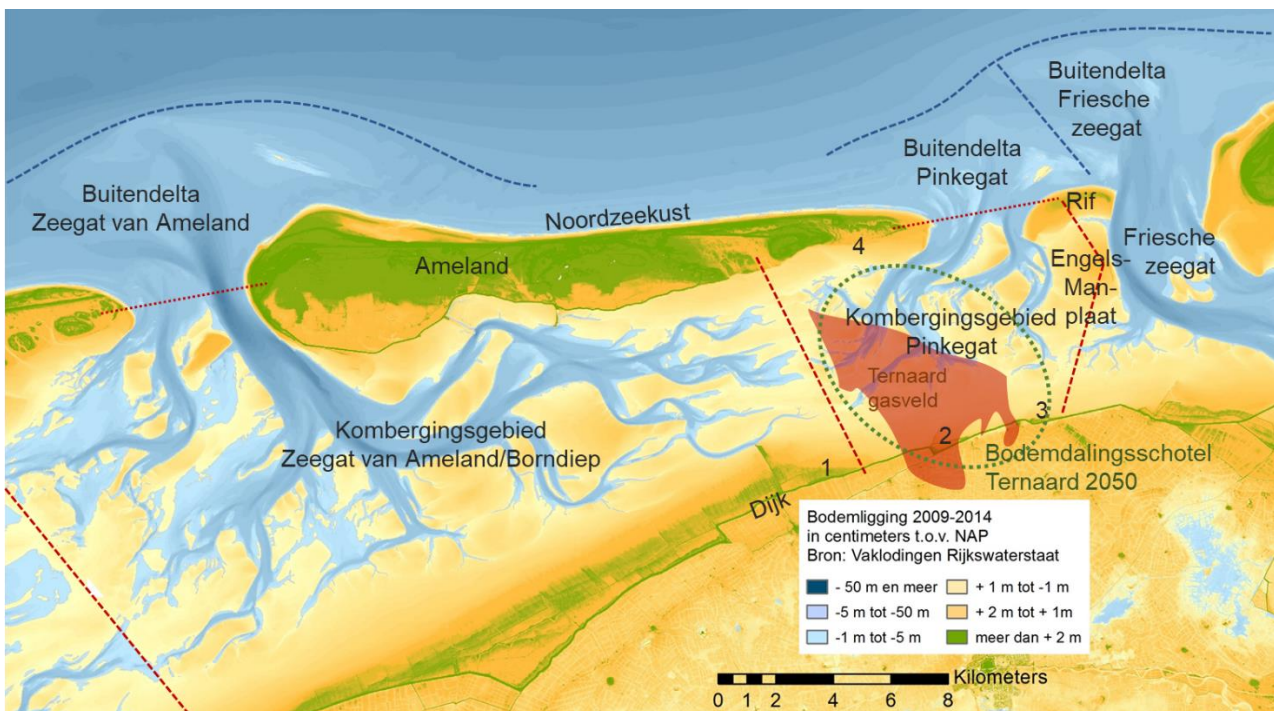 Buitendelta
Friesche
zeegat
Buitendelta
Pinkegat
Buitendelta
Zeegat van Ameland
Noordzeekust
Rif
Ameland
4
Friesche
zeegat
Engels-
Man-
plaat
Kombergingsgebied
Pinkegat
Ternaard
gasveld
Kombergingsgebied
Zeegat van Ameland/Borndiep
3
2
1
Bodemdalingsschotel
Ternaard 2050
Dijk
Bodemligging 2009-2014
in centimeters t.o.v. NAP
Bron: Vaklodingen Rijkswaterstaat
- 50 m en meer
-5 m tot -50 m
-1 m tot -5 m
+ 1 m tot -1 m
+ 2 m tot + 1m
meer dan + 2 m
Kilometers
0 1 2 4 6 8